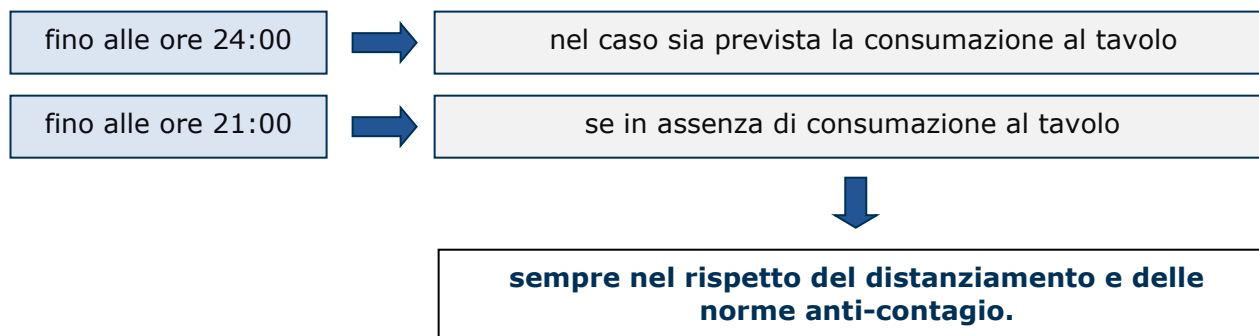 fino alle ore 24:00
nel caso sia prevista la consumazione al tavolo
fino alle ore 21:00
se in assenza di consumazione al tavolo
sempre nel rispetto del distanziamento e delle
norme anti-contagio.